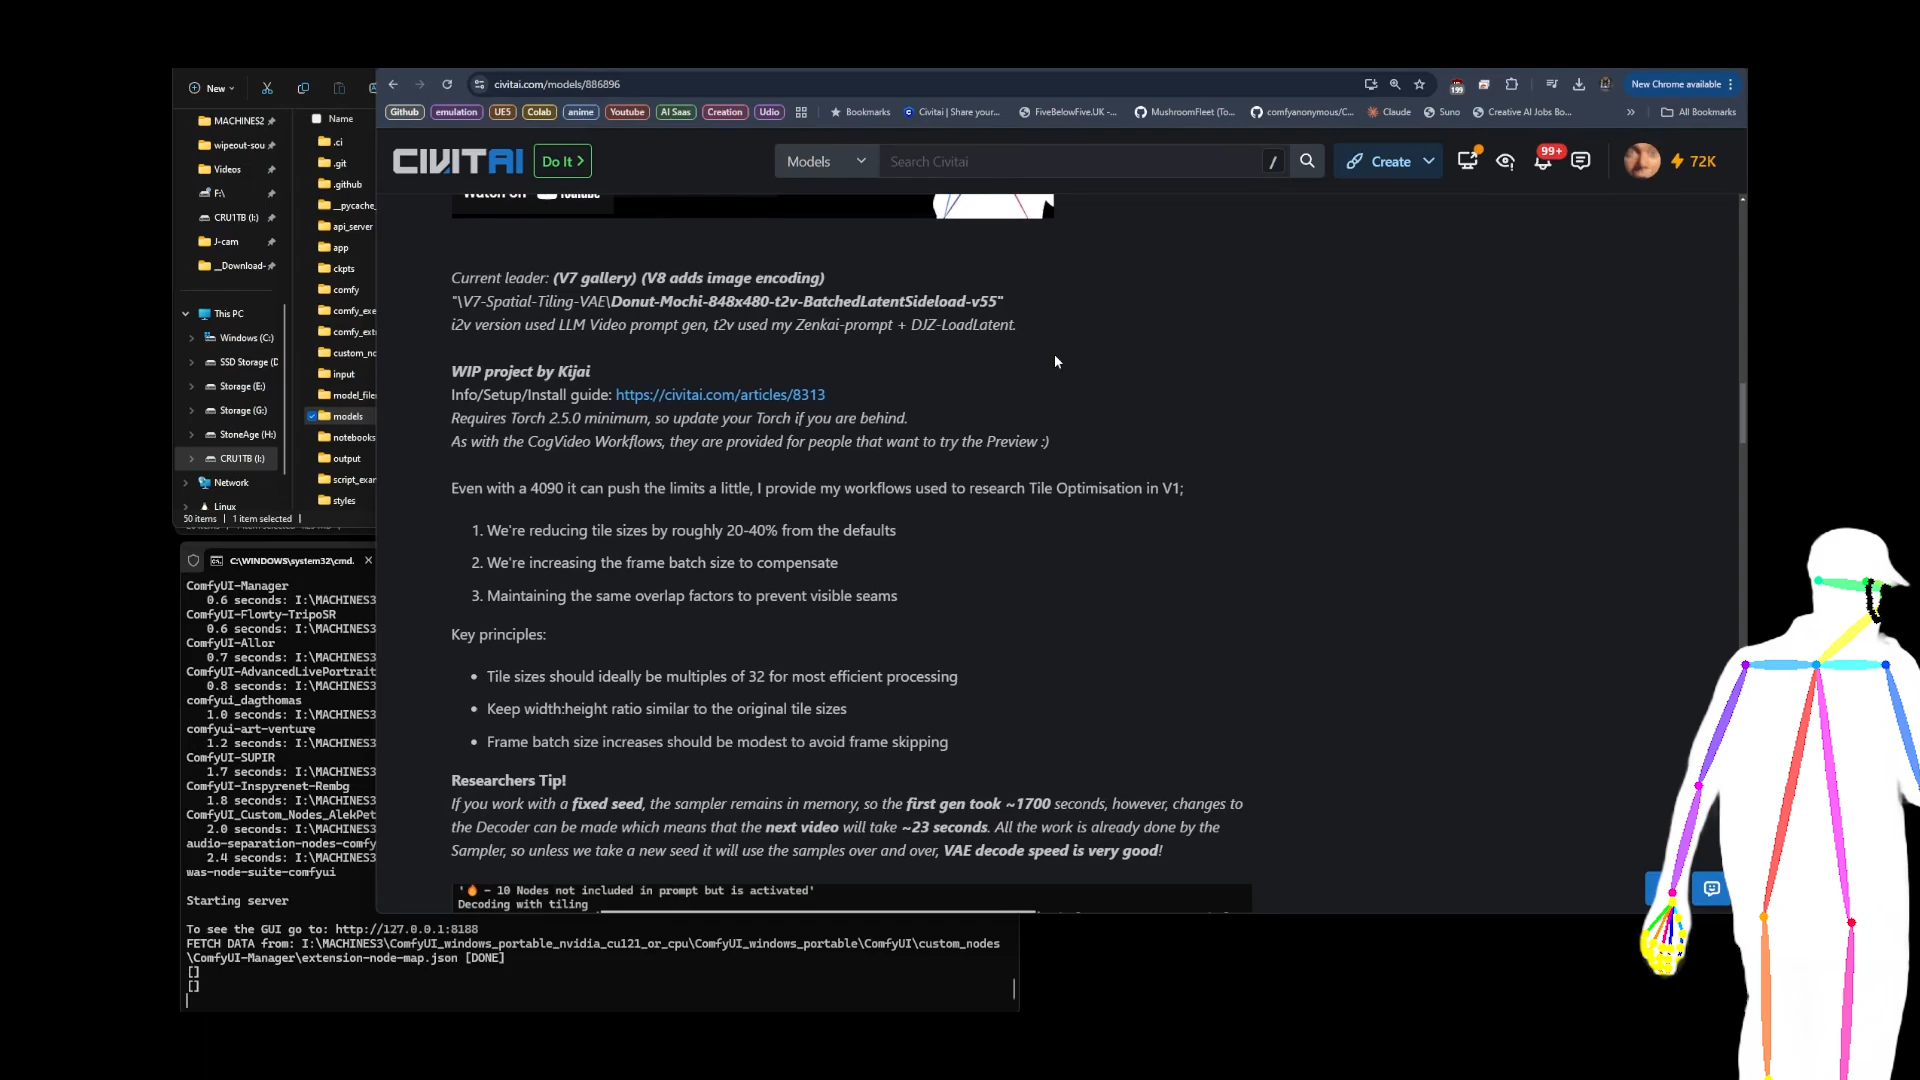 New
civitai.com/models/886896
199
New Chrome available
Github
emulation
UE5
Colab
anime
Youtube
AI Saas
Creation
Udio
Bookmarks
Civitai | Share your...
FiveBelowFive.UK -...
MushroomFleet (To...
comfyanonymous/C...
Claude
Suno
Creative AI Jobs Bo...
All Bookmarks
MACHINES2
wipeout-sou
Videos
F:\
CRU1TB (I:)
J-cam
__Download-
This PC
Windows (C:)
SSD Storage (D
Storage (E:)
Storage (G:)
StoneAge (H:)
CRU1TB (I:)
Network
Linux
50 items
1 item selected
Name
.ci
.git
.github
__pycache_
api_server
app
ckpts
comfy
comfy_exe
comfy_ext
custom_no
input
model_file
models
notebooks
output
script_exar
styles
CIVITAI
Do It >
Models
Search Civitai
/
Create
99+
72K
Watch on YouTube
Current leader: (V7 gallery) (V8 adds image encoding)
"\V7-Spatial-Tiling-VAE\Donut-Mochi-848x480-t2v-BatchedLatentSideload-v55"
i2v version used LLM Video prompt gen, t2v used my Zenkai-prompt + DJZ-LoadLatent.
WIP project by Kijai
Info/Setup/Install guide: https://civitai.com/articles/8313
Requires Torch 2.5.0 minimum, so update your Torch if you are behind.
As with the CogVideo Workflows, they are provided for people that want to try the Preview :)
Even with a 4090 it can push the limits a little, I provide my workflows used to research Tile Optimisation in V1;
1. We're reducing tile sizes by roughly 20-40% from the defaults
2. We're increasing the frame batch size to compensate
3. Maintaining the same overlap factors to prevent visible seams
Key principles:
• Tile sizes should ideally be multiples of 32 for most efficient processing
• Keep width:height ratio similar to the original tile sizes
• Frame batch size increases should be modest to avoid frame skipping
Researchers Tip!
If you work with a fixed seed, the sampler remains in memory, so the first gen took ~1700 seconds, however, changes to
the Decoder can be made which means that the next video will take ~23 seconds. All the work is already done by the
Sampler, so unless we take a new seed it will use the samples over and over, VAE decode speed is very good!
'🔥 - 10 Nodes not included in prompt but is activated'
Decoding with tiling
C:\WINDOWS\system32\cmd.
ComfyUI-Manager
0.6 seconds: I:\MACHINES3
ComfyUI-Flowty-TripoSR
0.6 seconds: I:\MACHINES3
ComfyUI-Allor
0.7 seconds: I:\MACHINES3
ComfyUI-AdvancedLivePortrait
0.8 seconds: I:\MACHINES3
comfyui_dagthomas
1.0 seconds: I:\MACHINES3
comfyui-art-venture
1.2 seconds: I:\MACHINES3
ComfyUI-SUPIR
1.7 seconds: I:\MACHINES3
ComfyUI-Inspyrenet-Rembg
1.8 seconds: I:\MACHINES3
ComfyUI_Custom_Nodes_AlekPet
2.0 seconds: I:\MACHINES3
audio-separation-nodes-comfy
2.4 seconds: I:\MACHINES3
was-node-suite-comfyui
Starting server
To see the GUI go to: http://127.0.0.1:8188
FETCH DATA from: I:\MACHINES3\ComfyUI_windows_portable_nvidia_cu121_or_cpu\ComfyUI_windows_portable\ComfyUI\custom_nodes
\ComfyUI-Manager\extension-node-map.json [DONE]
[]
[]